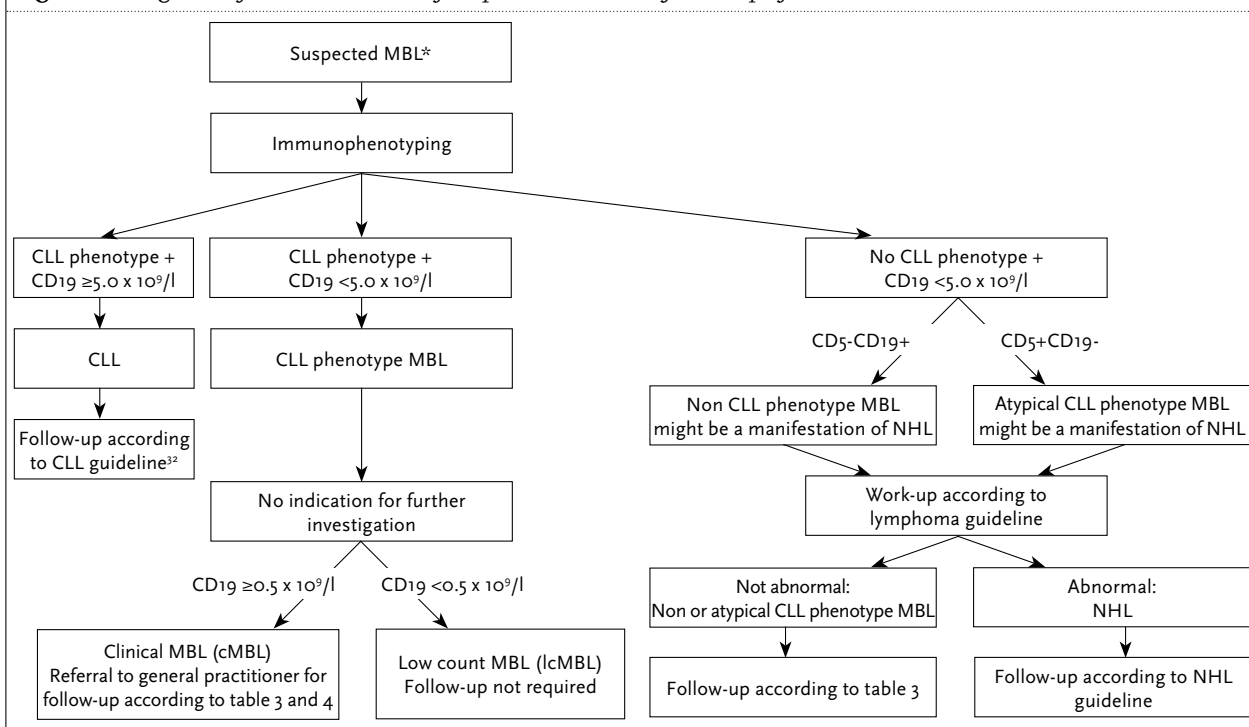 Suspected MBL*
Immunophenotyping
CLL phenotype +
CD19 ≥5.0 x 10⁹/l
CLL phenotype +
CD19 <5.0 x 10⁹/l
No CLL phenotype +
CD19 <5.0 x 10⁹/l
CLL
CLL phenotype MBL
CD5-CD19+
CD5+CD19-
Non CLL phenotype MBL
might be a manifestation of NHL
Atypical CLL phenotype MBL
might be a manifestation of NHL
Follow-up according
to CLL guideline³²
No indication for further
investigation
Work-up according to
lymphoma guideline
CD19 ≥0.5 x 10⁹/l
CD19 <0.5 x 10⁹/l
Not abnormal:
Non or atypical CLL phenotype MBL
Abnormal:
NHL
Clinical MBL (cMBL)
Referral to general practitioner for
follow-up according to table 3 and 4
Low count MBL (lcMBL)
Follow-up not required
Follow-up according to table 3
Follow-up according to NHL
guideline